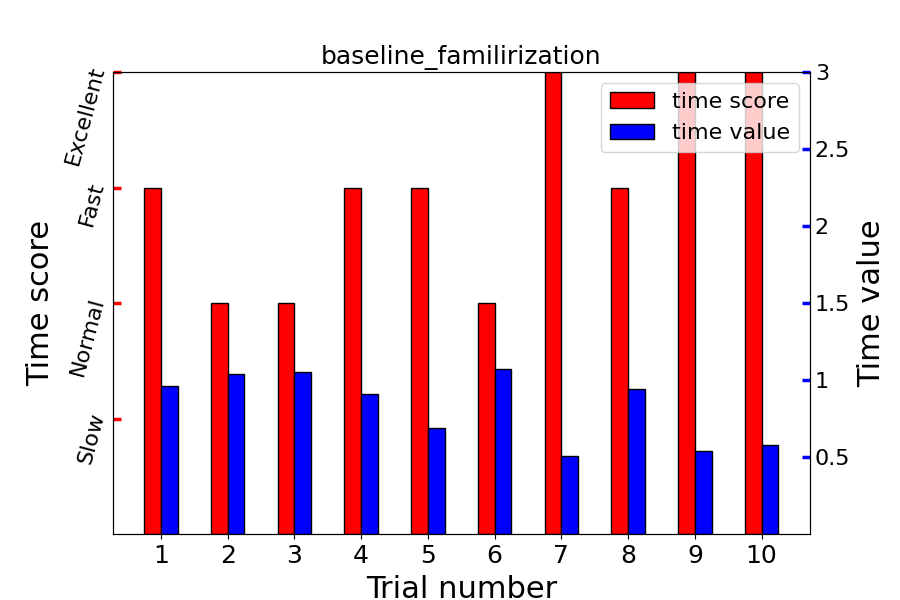 baseline_familirization
time score
time value
Time score
Excellent
Fast
Normal
Slow
3
2.5
2
1.5
1
0.5
Time value
1 2 3 4 5 6 7 8 9 10
Trial number